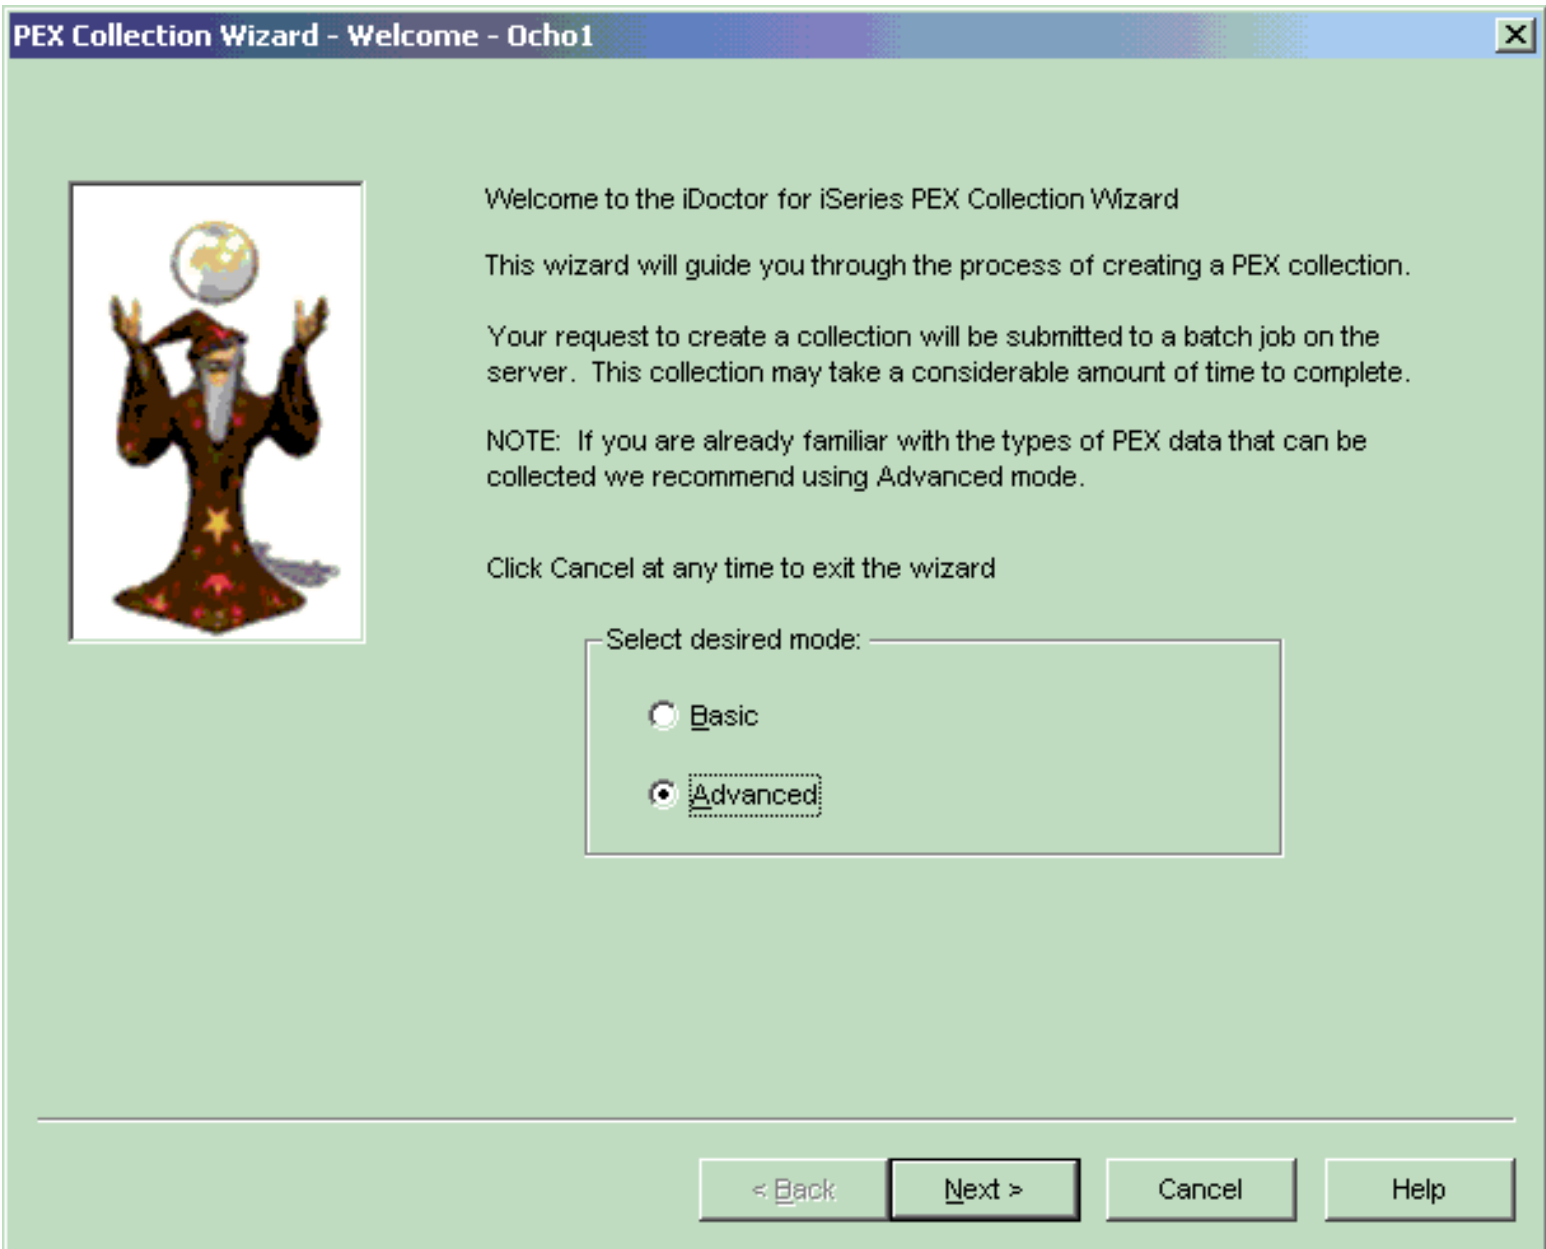 PEX Collection Wizard - Welcome - Ocho1
Welcome to the iDoctor for iSeries PEX Collection Wizard
This wizard will guide you through the process of creating a PEX collection.
Your request to create a collection will be submitted to a batch job on the
server.  This collection may take a considerable amount of time to complete.
NOTE:  If you are already familiar with the types of PEX data that can be
collected we recommend using Advanced mode.
Click Cancel at any time to exit the wizard
Select desired mode:
Basic
Advanced
< Back
Next >
Cancel
Help